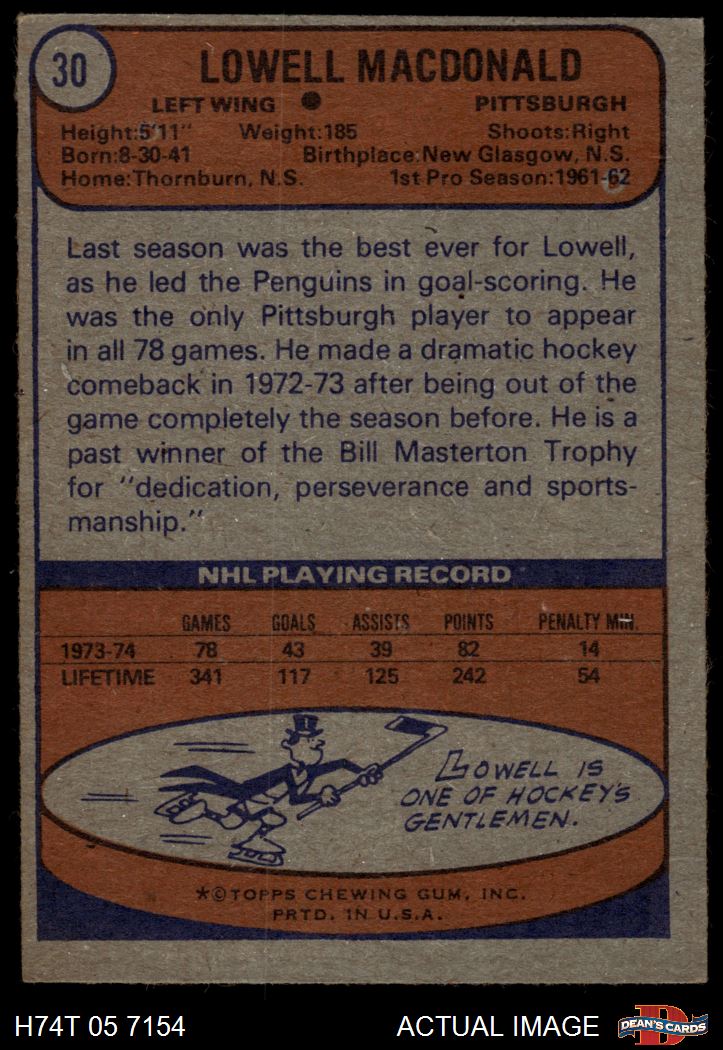 30
LOWELL MACDONALD
LEFT WING ● PITTSBURGH
Height:5'11" Weight:185 Shoots:Right
Born:8-30-41 Birthplace:New Glasgow, N.S.
Home:Thornburn, N.S. 1st Pro Season:1961-62
Last season was the best ever for Lowell,
as he led the Penguins in goal-scoring. He
was the only Pittsburgh player to appear
in all 78 games. He made a dramatic hockey
comeback in 1972-73 after being out of the
game completely the season before. He is a
past winner of the Bill Masterton Trophy
for "dedication, perseverance and sports-
manship."
NHL PLAYING RECORD
GAMES GOALS ASSISTS POINTS PENALTY MIN.
1973-74 78 43 39 82 14
LIFETIME 341 117 125 242 54
LOWELL IS
ONE OF HOCKEY'S
GENTLEMEN.
*©TOPPS CHEWING GUM, INC.
PRTD. IN U.S.A.
H74T 05 7154 ACTUAL IMAGE D DEAN'S CARDS